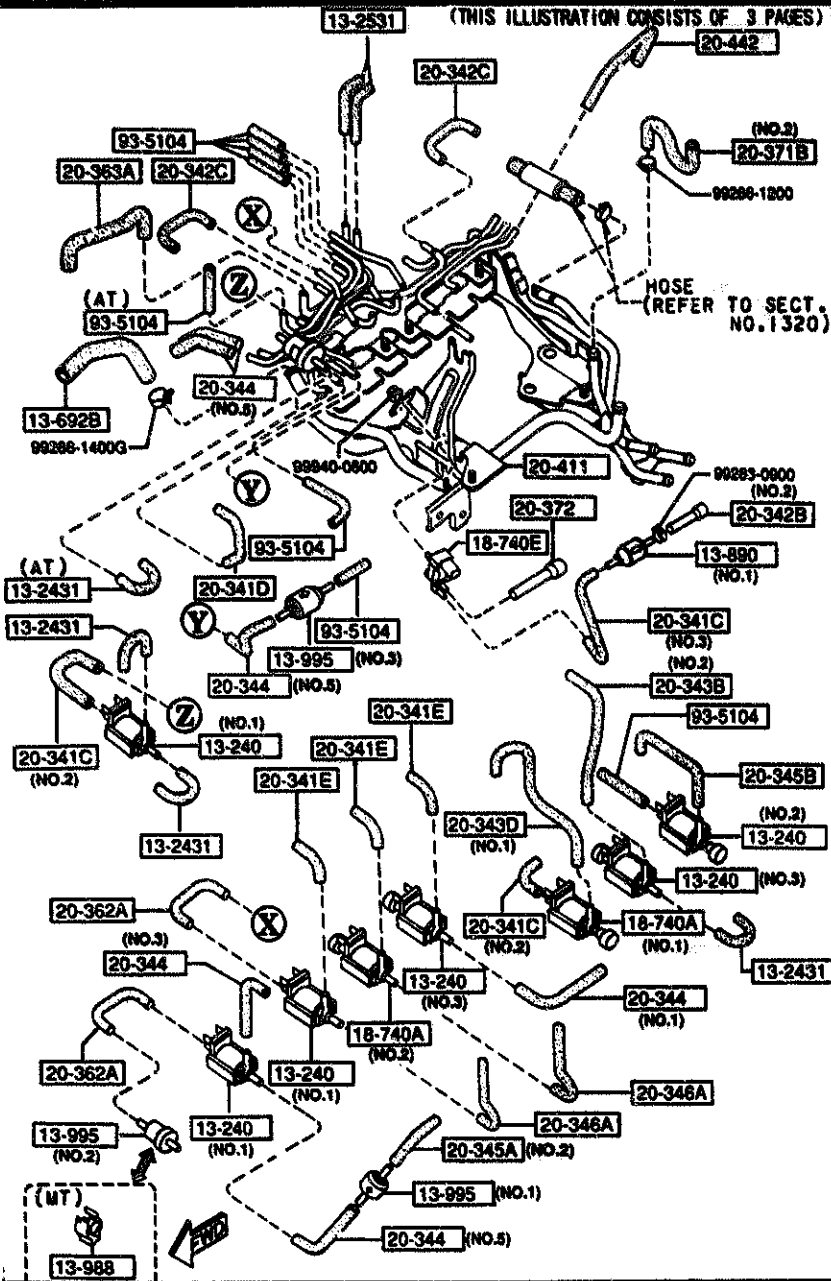 (THIS ILLUSTRATION CONSISTS OF 3 PAGES)
13-2531
20-442
20-342C
93-5104
(NO.2)
20-371B
20-363A
20-342C
99286-1200
X
Z
HOSE
(REFER TO SECT.
NO.1320)
(AT)
93-5104
20-344
(NO.5)
13-692B
99286-1400G
99940-0600
20-411
Y
99283-0900
(NO.2)
20-342B
20-372
93-5104
18-740E
13-890
(NO.1)
(AT)
13-2431
20-341D
13-2431
Y
93-5104
20-341C
(NO.3)
13-995 (NO.3)
(NO.2)
20-343B
20-344 (NO.5)
Z
(NO.1)
13-240
20-341E
93-5104
20-341C
(NO.2)
20-341E
20-345B
20-341E
(NO.2)
13-240
20-343D
(NO.1)
13-2431
13-240 (NO.3)
20-362A
X
20-341C
(NO.2)
18-740A
(NO.1)
13-2431
(NO.3)
20-344
13-240
(NO.3)
20-344
(NO.1)
18-740A
(NO.2)
20-362A
13-240
(NO.1)
20-346A
13-995
(NO.2)
13-240
(NO.1)
20-346A
20-345A (NO.2)
(MT)
13-995 (NO.1)
FWD
20-344 (NO.5)
13-988